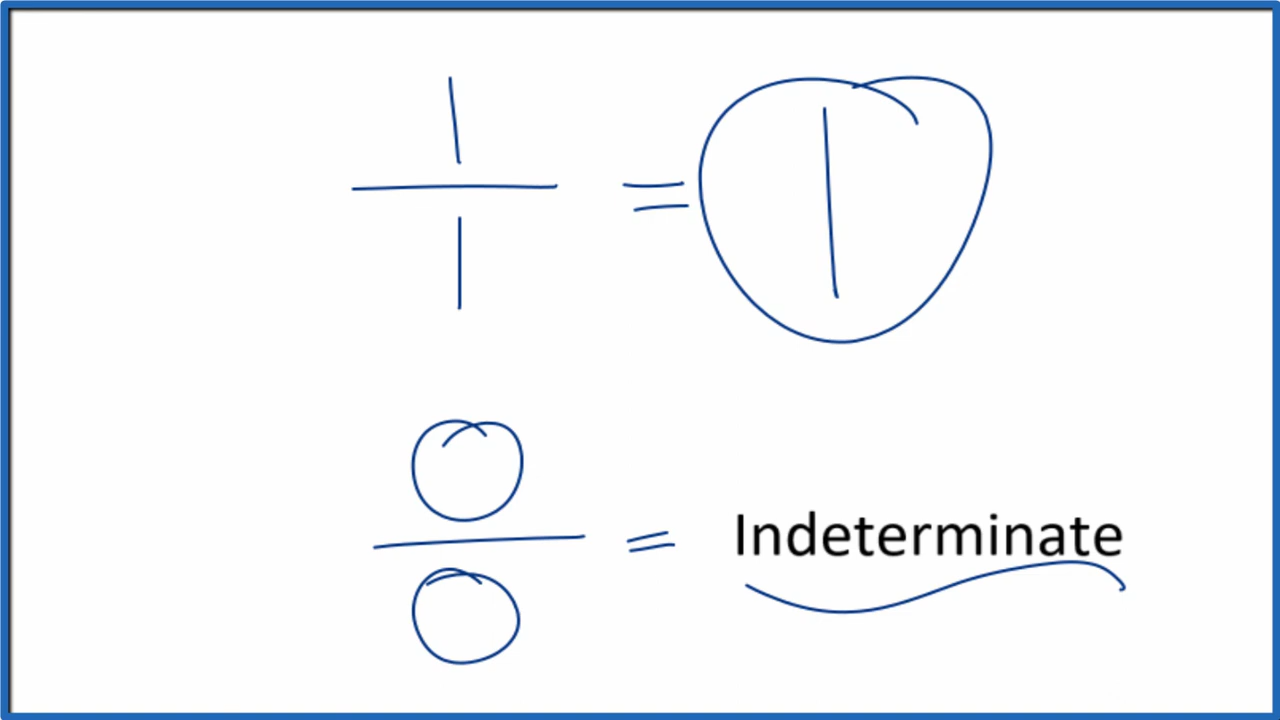 1/1 = 1
0/0 = Indeterminate